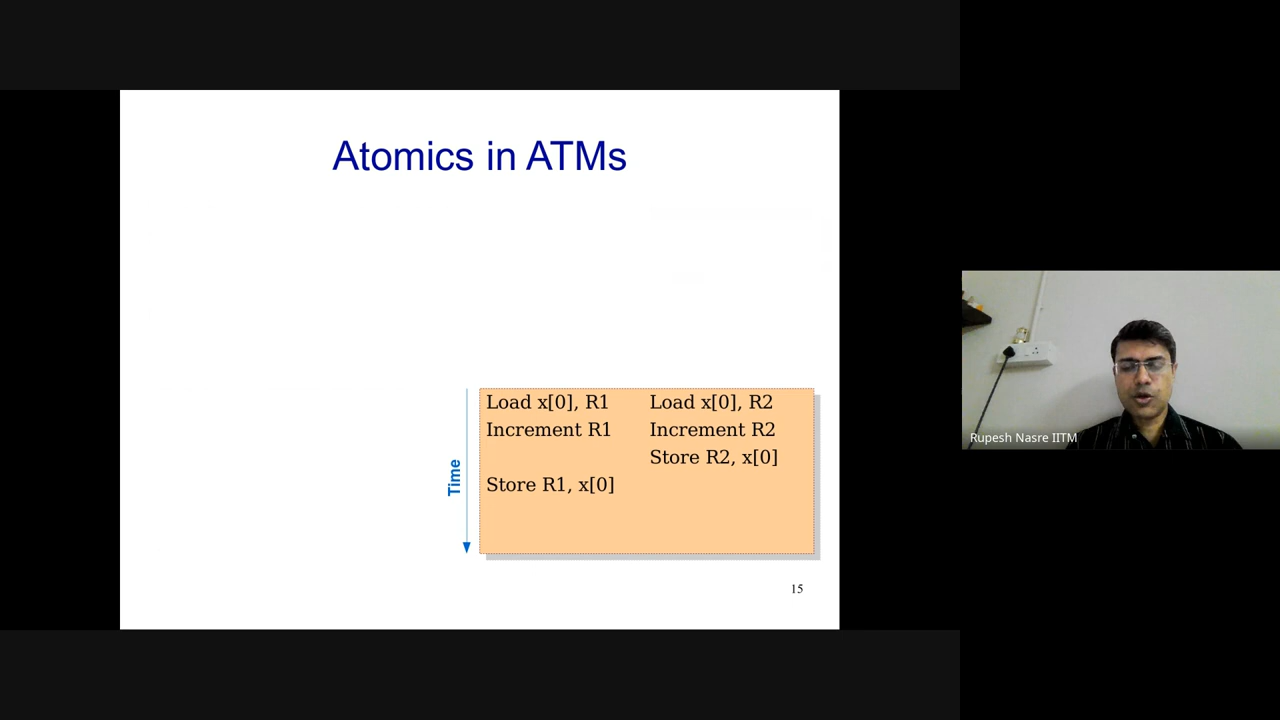 Atomics in ATMs
Time
Load x[0], R1 Load x[0], R2
Increment R1 Increment R2
Store R2, x[0]
Store R1, x[0]
15
Rupesh Nasre IITM